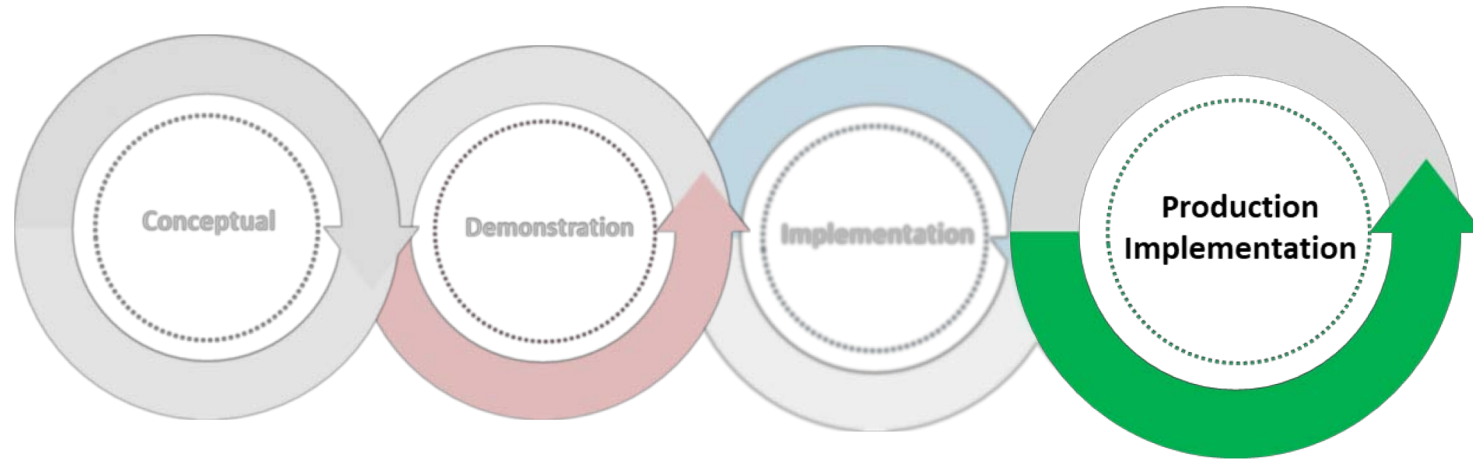 Conceptual
Demonstration
Implementation
Production
Implementation